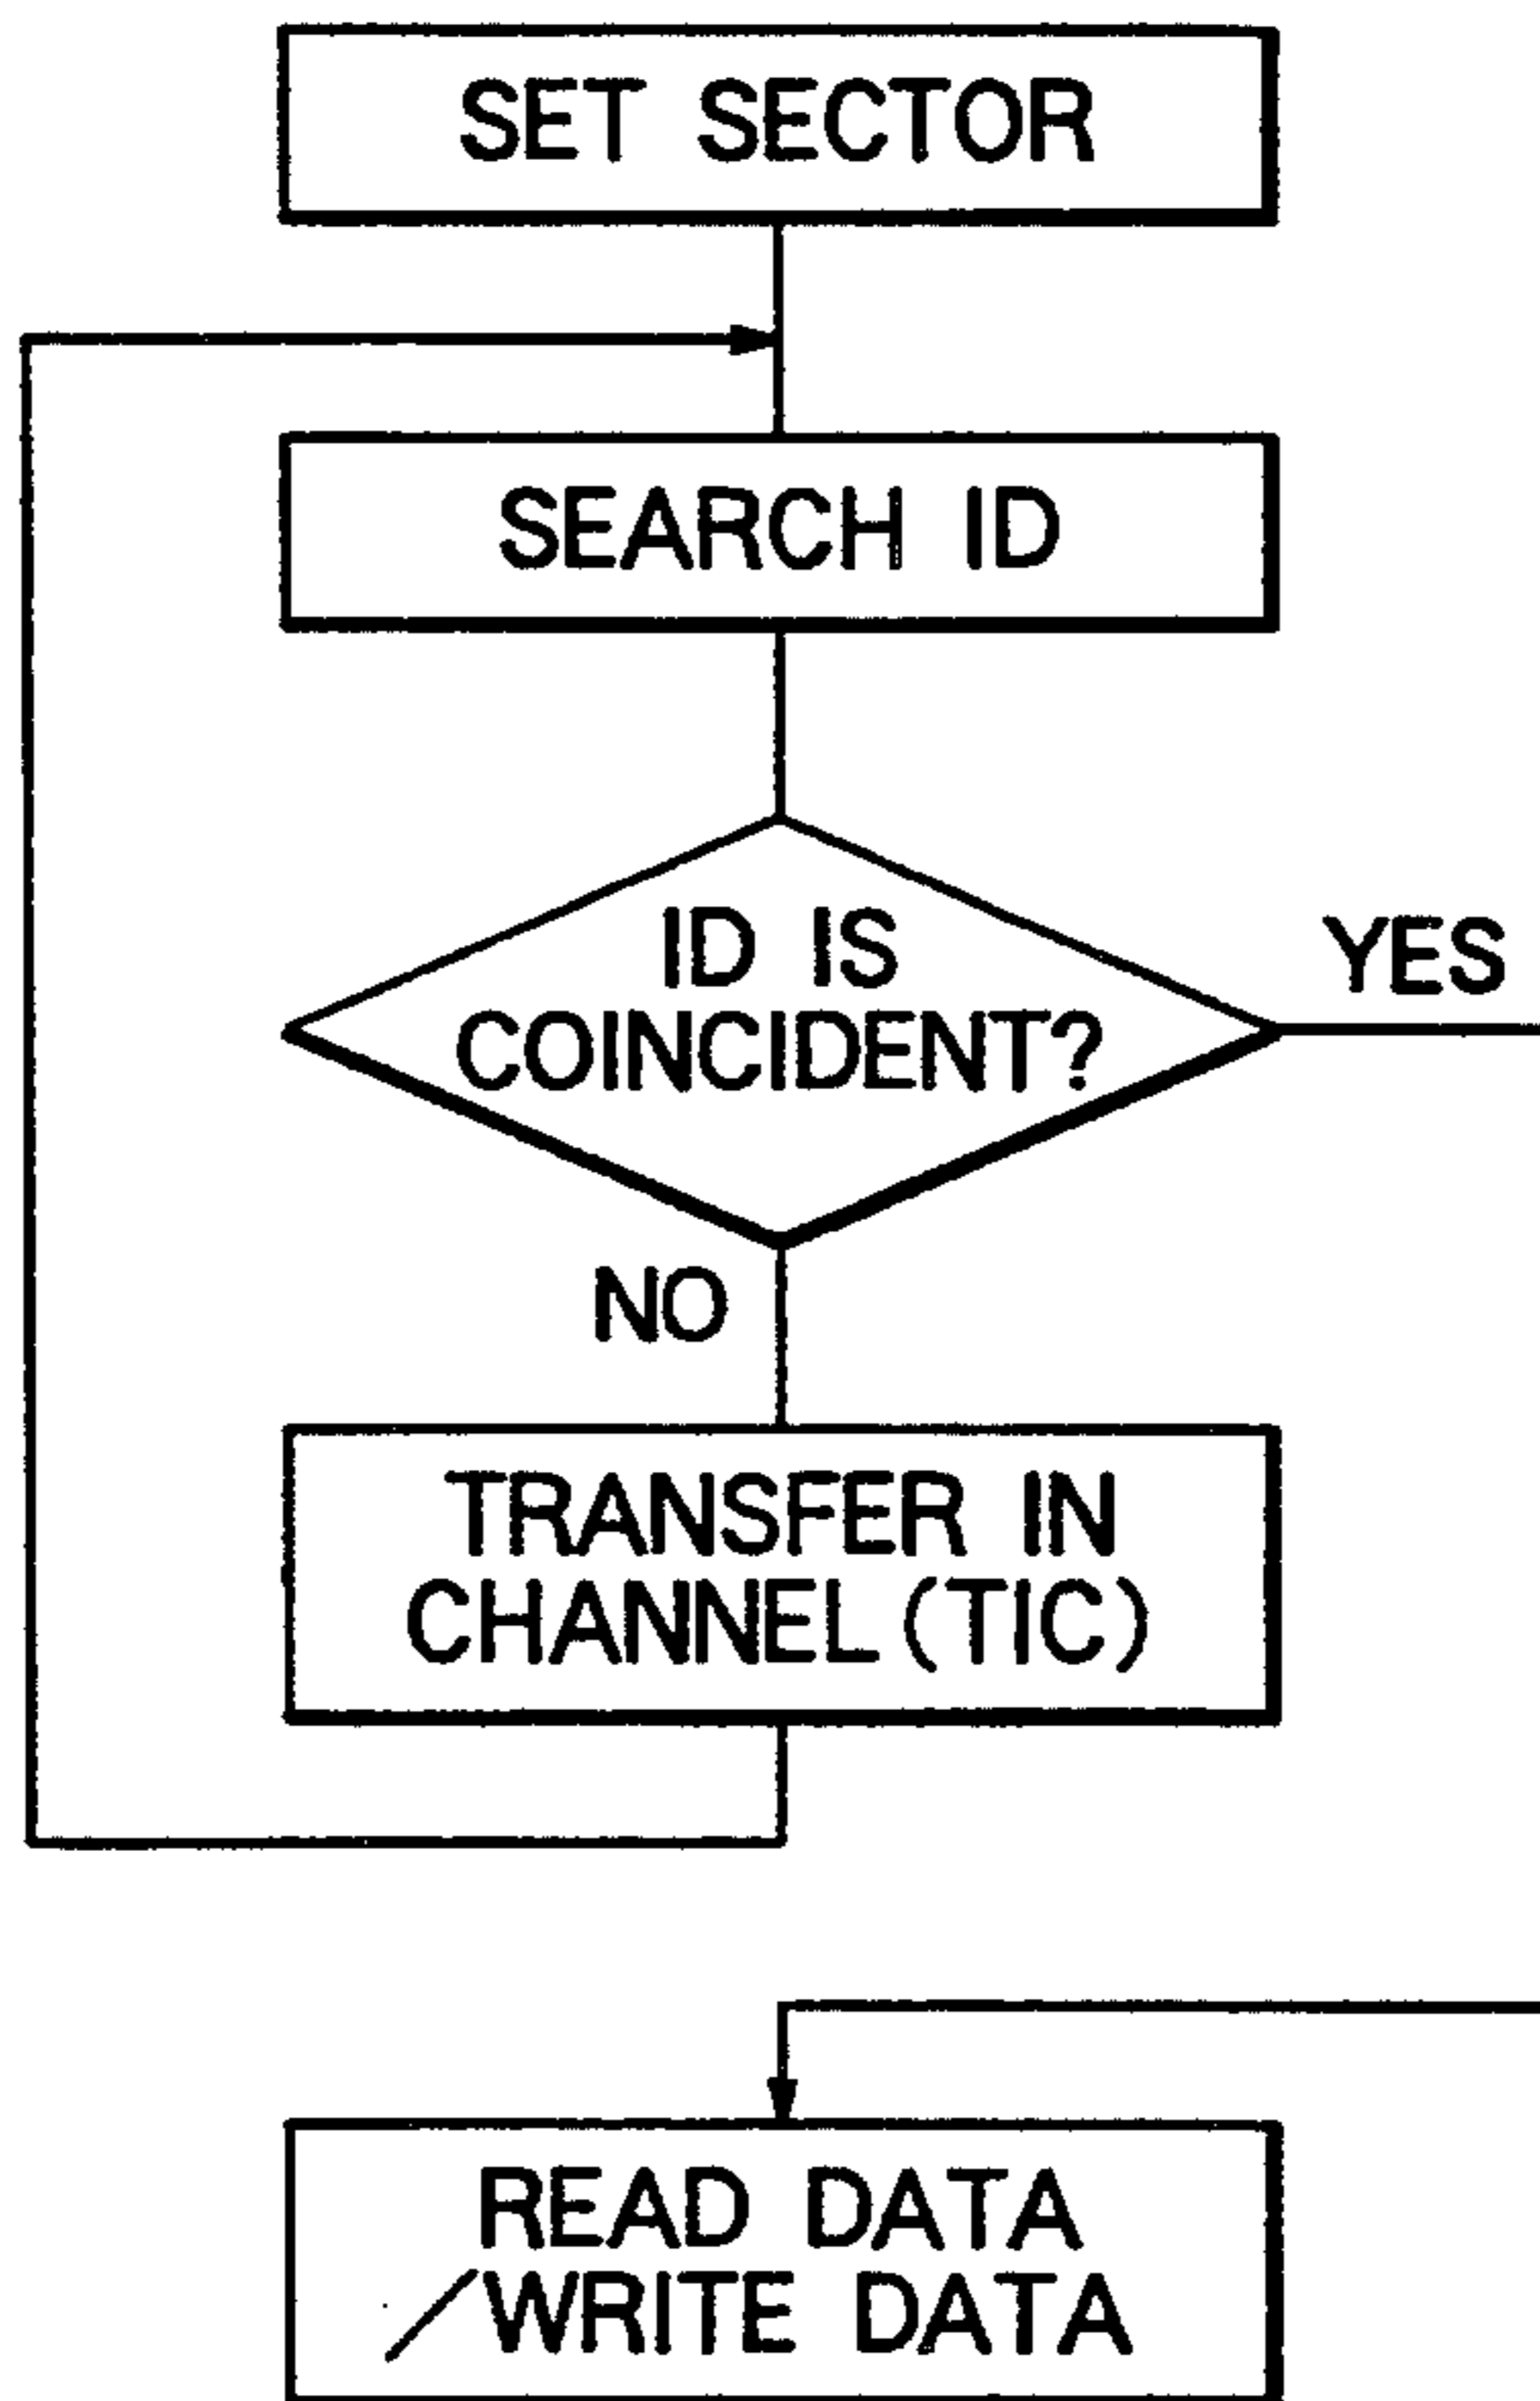 SET SECTOR
SEARCH ID
ID IS
COINCIDENT?
YES
NO
TRANSFER IN
CHANNEL (TIC)
READ DATA
/WRITE DATA